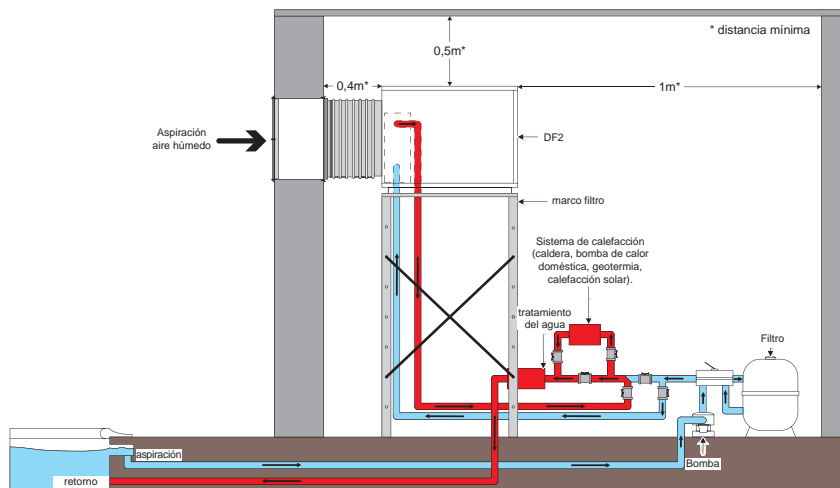 * distancia mínima
0,5m*
0,4m*
1m*
Aspiración
aire húmedo
DF2
marco filtro
Sistema de calefacción
(caldera, bomba de calor
doméstica, geotermia,
calefacción solar).
tratamiento
del agua
Filtro
aspiración
Bomba
retorno